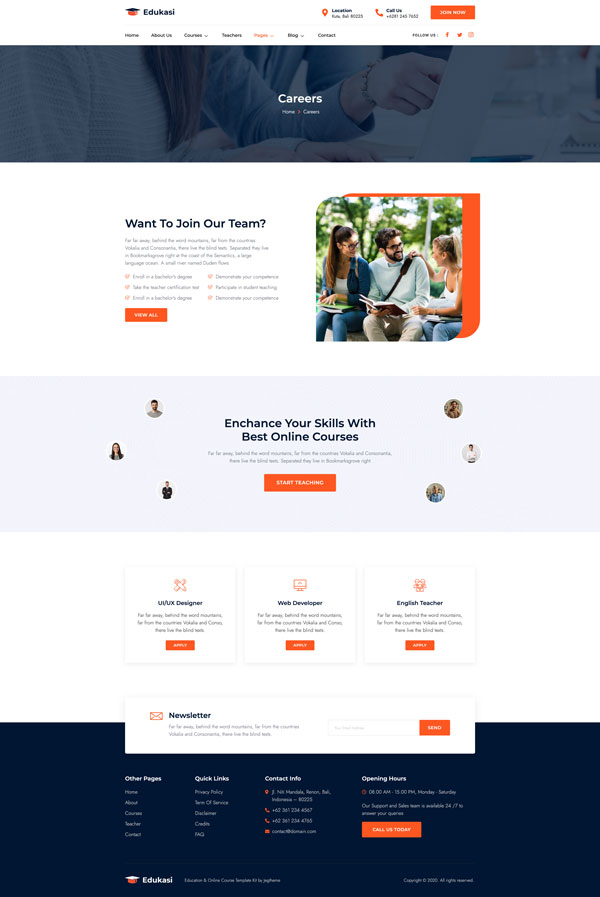 Edukasi
Location
Kuta, Bali 80225
Call Us
+6281 245 7652
JOIN NOW
Home About Us Courses Teachers Pages Blog Contact
FOLLOW US :
Careers
Home > Careers
Want To Join Our Team?
Far far away, behind the word mountains, far from the countries
Vokalia and Consonantia, there live the blind texts. Separated they live
in Bookmarksgrove right at the coast of the Semantics, a large
language ocean. A small river named Duden flows
Enroll in a bachelor's degree Demonstrate your competence
Take the teacher certification test Participate in student teaching
Enroll in a bachelor's degree Demonstrate your competence
VIEW ALL
Enchance Your Skills With
Best Online Courses
Far far away, behind the word mountains, far from the countries Vokalia and Consonantia,
there live the blind texts. Separated they live in Bookmarksgrove right
START TEACHING
UI/UX Designer
Far far away, behind the word mountains,
far from the countries Vokalia and Conso,
there live the blind texts.
APPLY
Web Developer
Far far away, behind the word mountains,
far from the countries Vokalia and Conso,
there live the blind texts.
APPLY
English Teacher
Far far away, behind the word mountains,
far from the countries Vokalia and Conso,
there live the blind texts.
APPLY
Newsletter
Far far away, behind the word mountains, far from the countries
Vokalia and Consonantia, there live the blind texts.
SEND
Other Pages
Home
About
Courses
Teacher
Contact
Quick Links
Privacy Policy
Term Of Service
Disclaimer
Credits
FAQ
Contact Info
Jl. Niti Mandala, Renon, Bali,
Indonesia – 80225
+62 361 234 4567
+62 361 234 4765
contact@domain.com
Opening Hours
08:00 AM - 15:00 PM, Monday - Saturday
Our Support and Sales team is available 24 /7 to
answer your queries
CALL US TODAY
Edukasi
Education & Online Course Template Kit by Jegtheme
Copyright © 2020. All rights reserved.